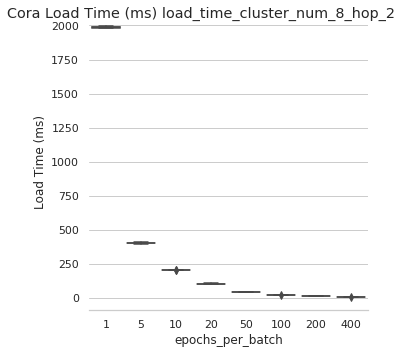 Cora Load Time (ms) load_time_cluster_num_8_hop_2
2000
1750
1500
1250
1000
750
500
250
0
Load Time (ms)
1 5 10 20 50 100 200 400
epochs_per_batch